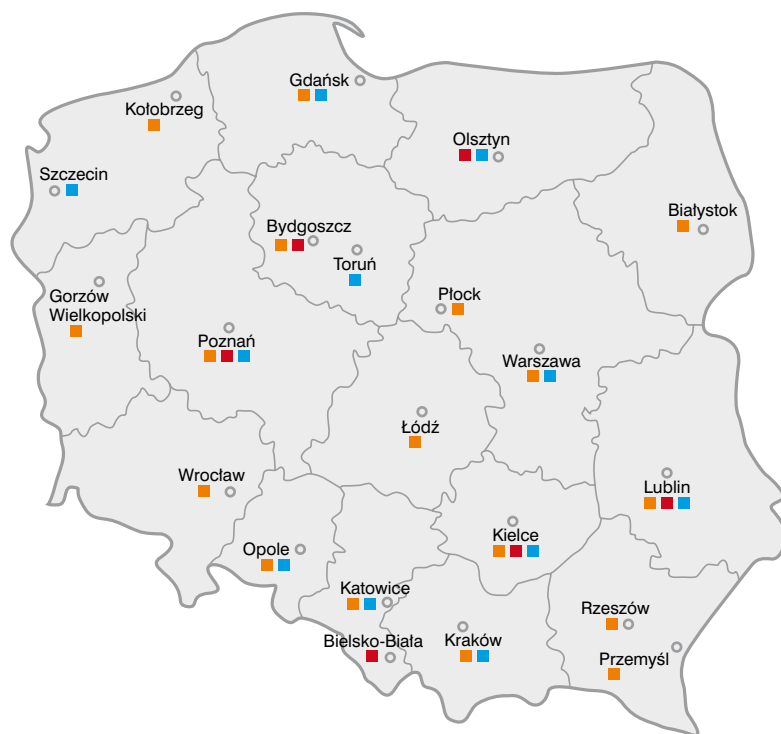 Gdańsk
Kołobrzeg
Olsztyn
Szczecin
Białystok
Bydgoszcz
Toruń
Płock
Gorzów
Wielkopolski
Poznań
Warszawa
Łódź
Wrocław
Lublin
Kielce
Opole
Katowice
Rzeszów
Bielsko-Biała
Kraków
Przemyśl